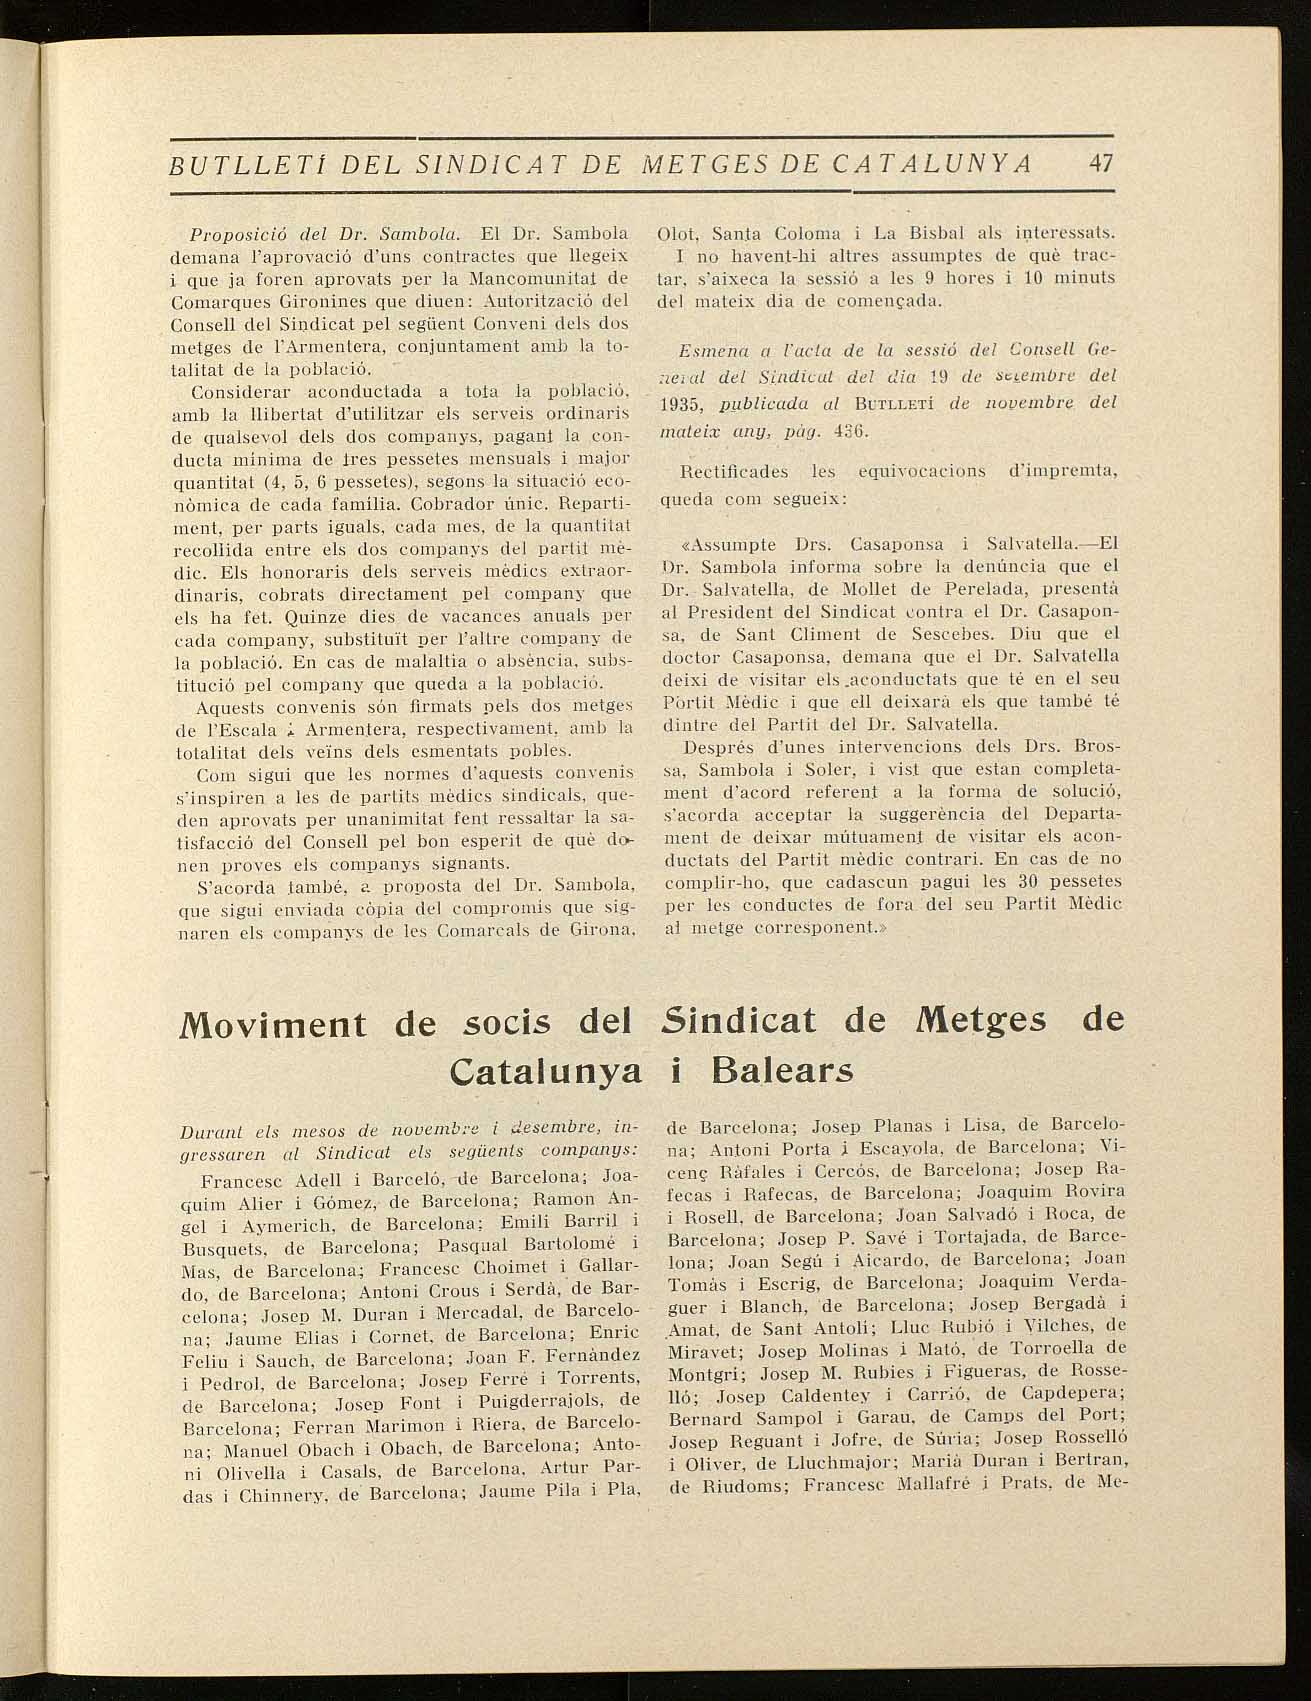 BUTLLETÍ DEL SINDICAT DE METGES DE CATALUNYA 47
Proposició del Dr. Sambola. El Dr. Sambola
demana l'aprovació d'uns contractes que llegeix
i que ja foren aprovats per la Mancomunitat de
Comarques Gironines que diuen: Autorització del
Consell del Sindicat pel següent Conveni dels dos
metges de l'Armentera, conjuntament amb la to-
talitat de la població.
Considerar aconductada a tota la població,
amb la llibertat d'utilitzar els serveis ordinaris
de qualsevol dels dos companys, pagant la con-
ducta mínima de tres pessetes mensuals i major
quantitat (4, 5, 6 pessetes), segons la situació eco-
nòmica de cada família. Cobrador únic. Reparti-
ment, per parts iguals, cada mes, de la quantitat
recollida entre els dos companys del partit mè-
dic. Els honoraris dels serveis mèdics extraor-
dinaris, cobrats directament pel company que
els ha fet. Quinze dies de vacances anuals per
cada company, substituït per l'altre company de
la població. En cas de malaltia o absència, subs-
titució pel company que queda a la població.
Aquests convenis són firmats pels dos metges
de l'Escala i Armentera, respectivament, amb la
totalitat dels veïns dels esmentats pobles.
Com sigui que les normes d'aquests convenis
s'inspiren a les de partits mèdics sindicals, que-
den aprovats per unanimitat fent ressaltar la sa-
tisfacció del Consell pel bon esperit de què do-
nen proves els companys signants.
S'acorda també, a proposta del Dr. Sambola,
que sigui enviada còpia del compromís que sig-
naren els companys de les Comarcals de Girona,
Olot, Santa Coloma i La Bisbal als interessats.
I no havent-hi altres assumptes de què trac-
tar, s'aixeca la sessió a les 9 hores i 10 minuts
del mateix dia de començada.
Esmena a l'acta de la sessió del Consell Ge-
neral del Sindicat del dia 19 de setembre del
1935, publicada al BUTLLETÍ de novembre del
mateix any, pàg. 436.
Rectificades les equivocacions d'impremta,
queda com segueix:
«Assumpte Drs. Casaponsa i Salvatella.—El
Dr. Sambola informa sobre la denúncia que el
Dr. Salvatella, de Mollet de Perelada, presentà
al President del Sindicat contra el Dr. Casapon-
sa, de Sant Climent de Sescebes. Diu que el
doctor Casaponsa, demana que el Dr. Salvatella
deixi de visitar els aconductats que té en el seu
Pòrtit Mèdic i que ell deixarà els que també té
dintre del Partit del Dr. Salvatella.
Després d'unes intervencions dels Drs. Bros-
sa, Sambola i Soler, i vist que estan completa-
ment d'acord referent a la forma de solució,
s'acorda acceptar la suggerència del Departa-
ment de deixar mútuament de visitar els acon-
ductats del Partit mèdic contrari. En cas de no
complir-ho, que cadascun pagui les 30 pessetes
per les conductes de fora del seu Partit Mèdic
al metge corresponent.»
Moviment de socis del Sindicat de Metges de
Catalunya i Balears
Durant els mesos de novembre i desembre, in-
gressaren al Sindicat els següents companys:
Francesc Adell i Barceló, de Barcelona; Joa-
quim Alier i Gómez, de Barcelona; Ramon An-
gel i Aymerich, de Barcelona; Emili Barril i
Busquets, de Barcelona; Pasqual Bartolomé i
Mas, de Barcelona; Francesc Choimet i Gallar-
do, de Barcelona; Antoni Crous i Serdà, de Bar-
celona; Josep M. Duran i Mercadal, de Barcelo-
na; Jaume Elias i Cornet, de Barcelona; Enric
Feliu i Sauch, de Barcelona; Joan F. Fernàndez
i Pedrol, de Barcelona; Josep Ferré i Torrents,
de Barcelona; Josep Font i Puigderrajols, de
Barcelona; Ferran Marimon i Riera, de Barcelo-
na; Manuel Obach i Obach, de Barcelona; Anto-
ni Olivella i Casals, de Barcelona, Artur Par-
das i Chinnery, de Barcelona; Jaume Pila i Pla,
de Barcelona; Josep Planas i Lisa, de Barcelo-
na; Antoni Porta i Escayola, de Barcelona; Vi-
cenç Ràfales i Cercós, de Barcelona; Josep Ra-
fecas i Rafecas, de Barcelona; Joaquim Rovira
i Rosell, de Barcelona; Joan Salvadó i Roca, de
Barcelona; Josep P. Savé i Tortajada, de Barce-
lona; Joan Segú i Aicardo, de Barcelona; Joan
Tomàs i Escrig, de Barcelona; Joaquim Verda-
guer i Blanch, de Barcelona; Josep Bergadà i
Amat, de Sant Antoli; Lluc Rubió i Vilches, de
Miravet; Josep Molinas i Mató, de Torroella de
Montgrí; Josep M. Rubies i Figueras, de Rosse-
lló; Josep Caldentey i Carrió, de Capdepera;
Bernard Sampol i Garau, de Camps del Port;
Josep Reguant i Jofre, de Súria; Josep Rosselló
i Oliver, de Lluchmajor; Marià Duran i Bertran,
de Riudoms; Francesc Mallafré i Prats, de Me-